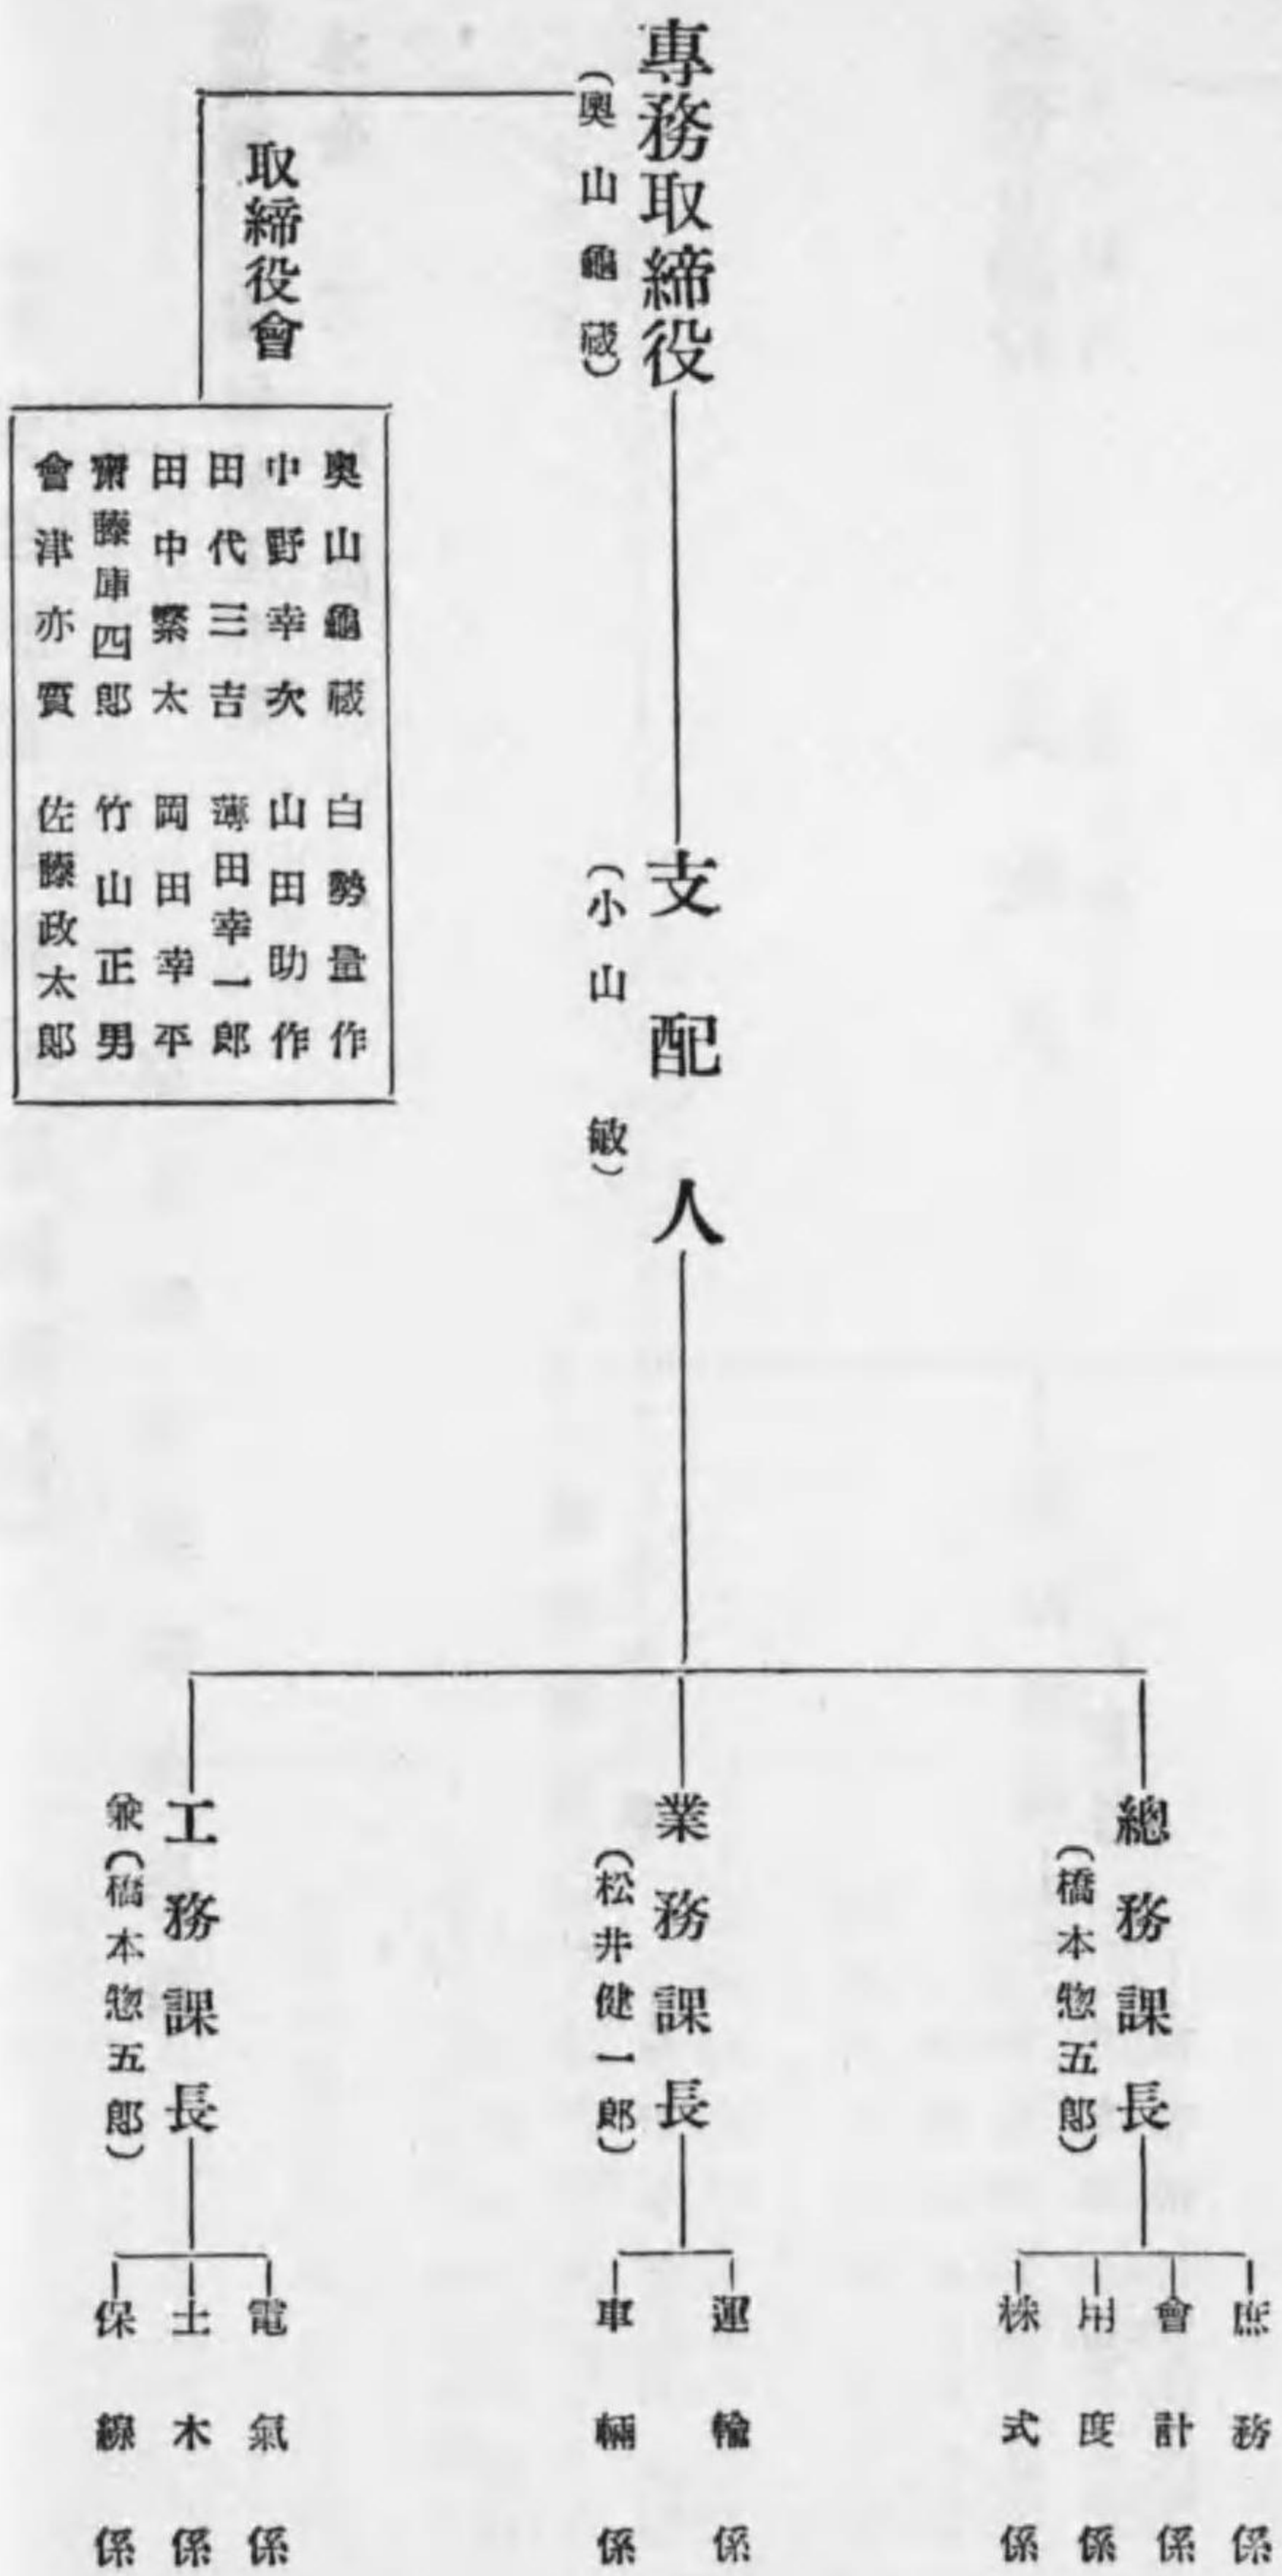 專務取締役
（奧山龜藏）
取締役會
奧山龜藏
中野幸次
田代三吉
田中繁太
齋藤庫四郎
會津亦質
白勢量作
山田助作
薄田幸一郎
岡田幸平
竹山正男
佐藤政太郎
支配人
（小山敏）
總務課長
（橋本惣五郎）
庶務係
會計係
用度係
株式係
業務課長
（松井健一郎）
運輸係
車輛係
工務課長
兼（橋本惣五郎）
電氣係
土木係
保線係